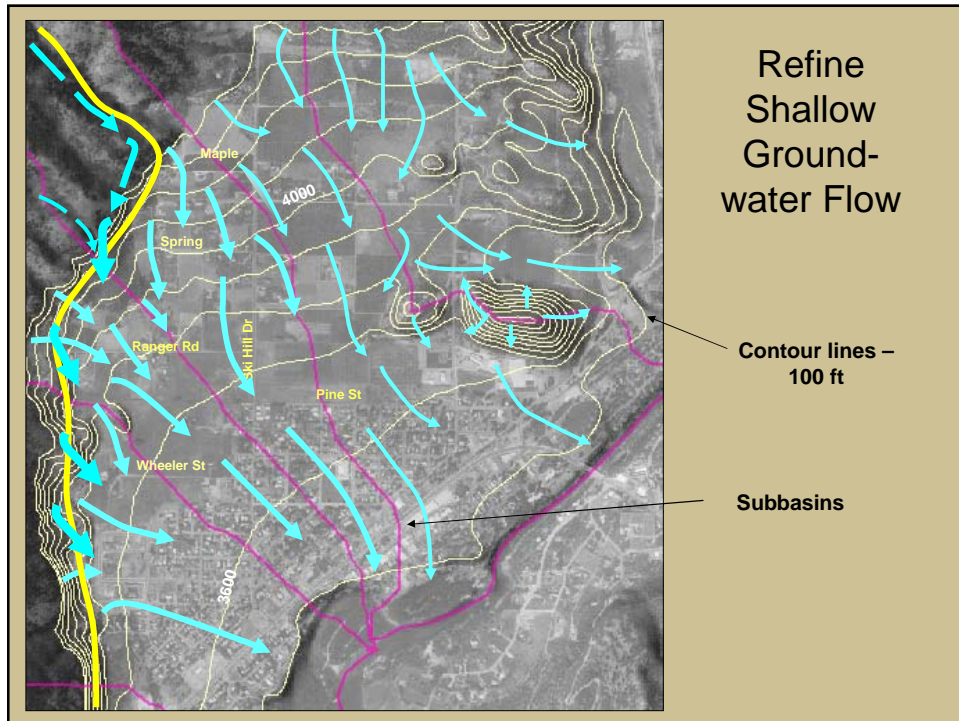 Refine
Shallow
Ground-
water Flow
Maple
4000
Spring
Ranger Rd
Ski Hill Dr
Pine St
Contour lines –
100 ft
Wheeler St
Subbasins
3600